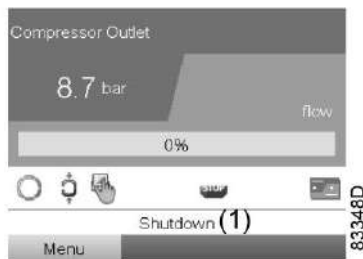 Compressor Outlet
8.7 bar
flow
0%
STOP
Shutdown (1)
Menu
83348D